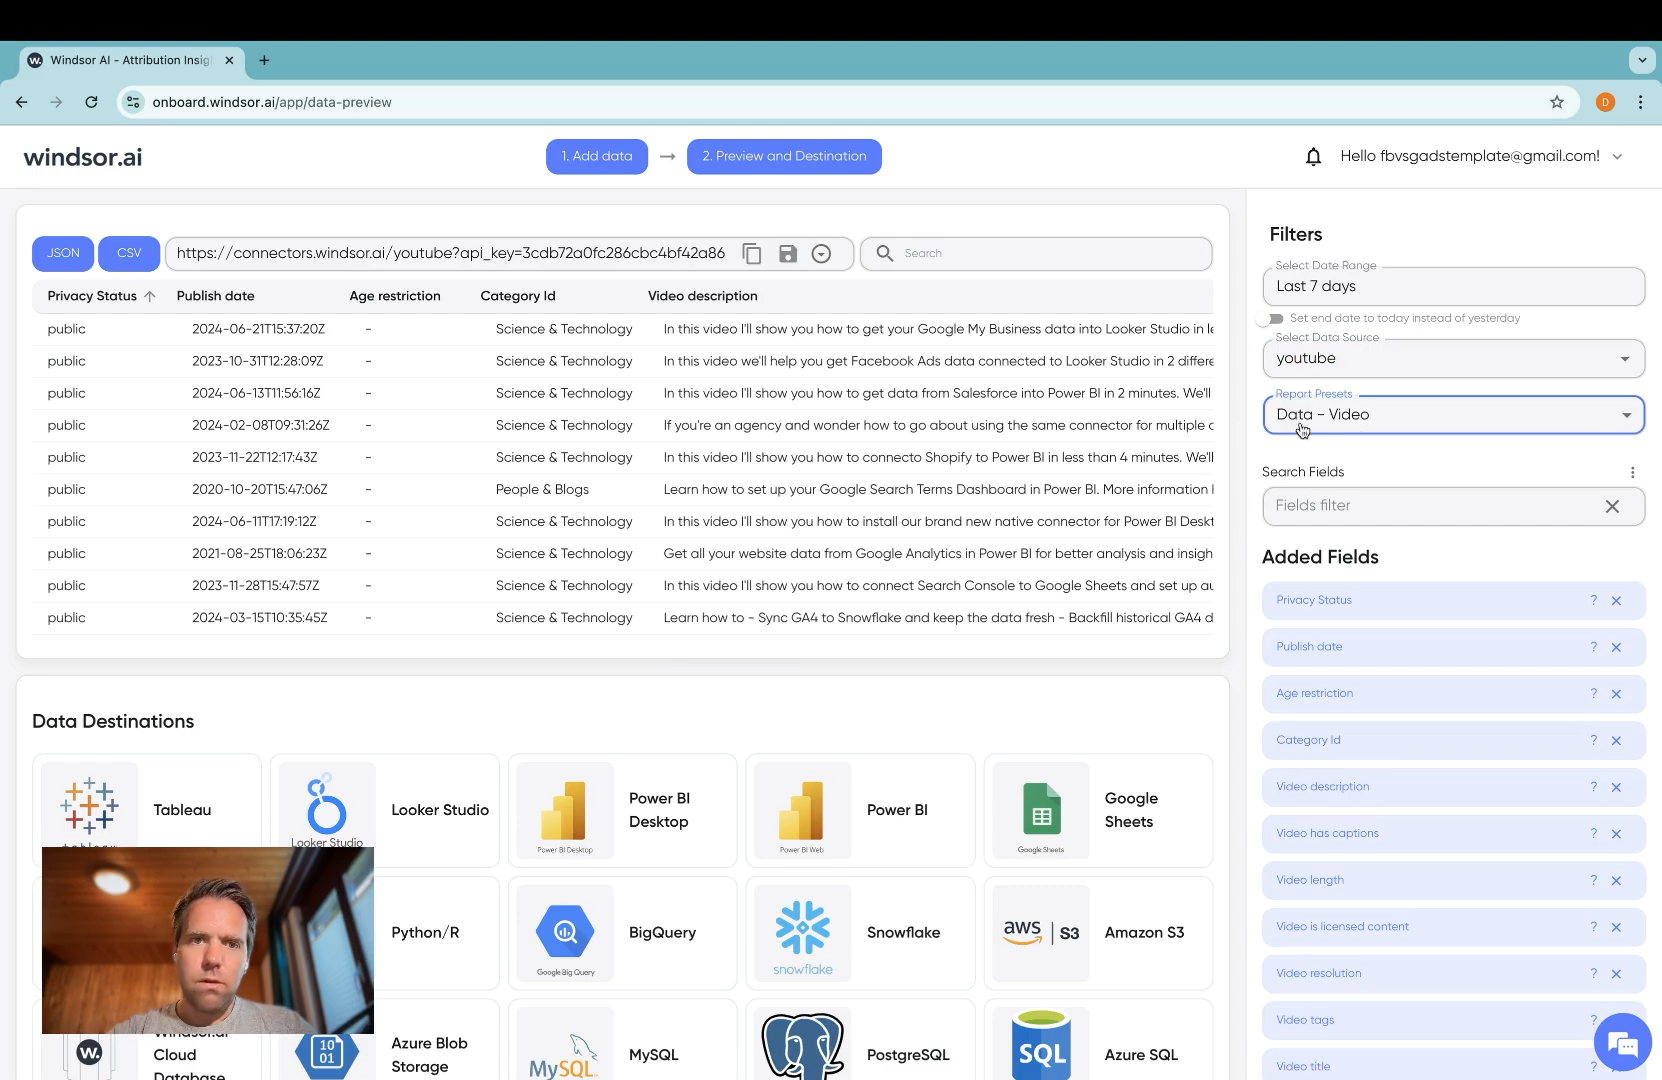 Windsor AI - Attribution Insig
onboard.windsor.ai/app/data-preview
D
windsor.ai
1. Add data
2. Preview and Destination
Hello fbvsgadstemplate@gmail.com!
JSON
CSV
https://connectors.windsor.ai/youtube?api_key=3cdb72a0fc286cbc4bf42a86
Search
Privacy Status Publish date Age restriction Category Id Video description
public 2024-06-21T15:37:20Z - Science & Technology In this video I'll show you how to get your Google My Business data into Looker Studio in le
public 2023-10-31T12:28:09Z - Science & Technology In this video we'll help you get Facebook Ads data connected to Looker Studio in 2 differe
public 2024-06-13T11:56:16Z - Science & Technology In this video I'll show you how to get data from Salesforce into Power BI in 2 minutes. We'll
public 2024-02-08T09:31:26Z - Science & Technology If you're an agency and wonder how to go about using the same connector for multiple c
public 2023-11-22T12:17:43Z - Science & Technology In this video I'll show you how to connecto Shopify to Power BI in less than 4 minutes. We'll
public 2020-10-20T15:47:06Z - People & Blogs Learn how to set up your Google Search Terms Dashboard in Power BI. More information
public 2024-06-11T17:19:12Z - Science & Technology In this video I'll show you how to install our brand new native connector for Power BI Deskt
public 2021-08-25T18:06:23Z - Science & Technology Get all your website data from Google Analytics in Power BI for better analysis and insigh
public 2023-11-28T15:47:57Z - Science & Technology In this video I'll show you how to connect Search Console to Google Sheets and set up au
public 2024-03-15T10:35:45Z - Science & Technology Learn how to - Sync GA4 to Snowflake and keep the data fresh - Backfill historical GA4 d
Data Destinations
Tableau
Looker Studio
Looker Studio
Power BI Desktop
Power BI
Desktop
Power BI Web
Power BI
Google Sheets
Google
Sheets
Python/R
Google Big Query
BigQuery
snowflake
Snowflake
aws | S3
Amazon S3
W.
Windsor.ai
Cloud
Database
10
01
Azure Blob
Storage
MySQL
MySQL
PostgreSQL
SQL
Azure SQL
Filters
Select Date Range
Last 7 days
Set end date to today instead of yesterday
Select Data Source
youtube
Report Presets
Data - Video
Search Fields
Fields filter
Added Fields
Privacy Status ?
Publish date ?
Age restriction ?
Category Id ?
Video description ?
Video has captions ?
Video length ?
Video is licensed content ?
Video resolution ?
Video tags ?
Video title ?